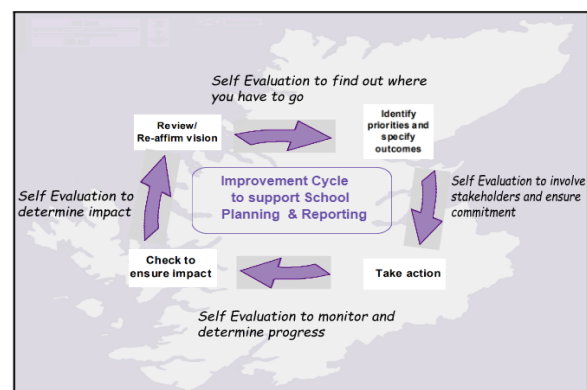 Self Evaluation to find out where
you have to go
Review/
Re-affirm vision
Identify
priorities and
specify
outcomes
Improvement Cycle
to support School
Planning & Reporting
Self Evaluation to
determine impact
Self Evaluation to involve
stakeholders and ensure
commitment
Check to
ensure impact
Take action
Self Evaluation to monitor and
determine progress